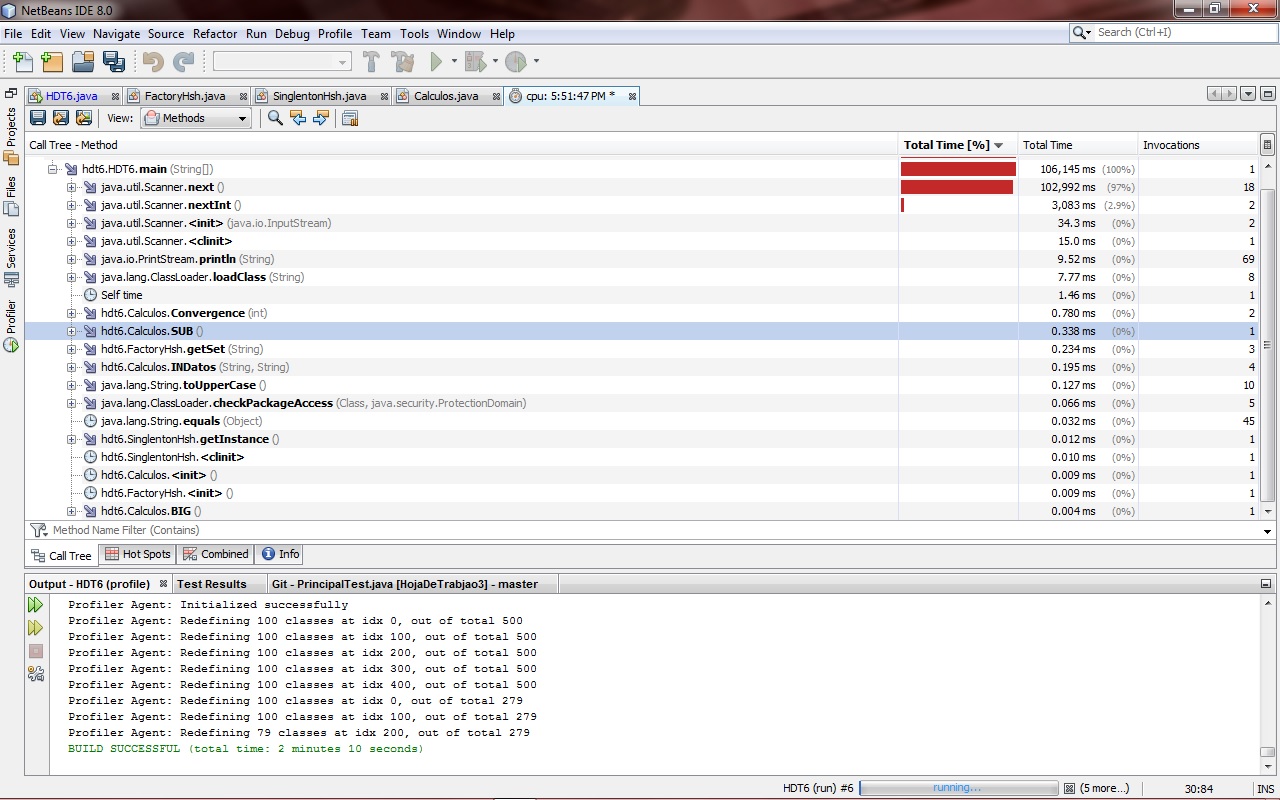 NetBeans IDE 8.0
File Edit View Navigate Source Refactor Run Debug Profile Team Tools Window Help
Search (Ctrl+I)
HDT6.java FactoryHsh.java SinglentonHsh.java Calculos.java cpu: 5:51:47 PM *
View: Methods
Call Tree - Method Total Time [%] Total Time Invocations
hdt6.HDT6.main (String[]) 106,145 ms (100%) 1
java.util.Scanner.next () 102,992 ms (97%) 18
java.util.Scanner.nextInt () 3,083 ms (2.9%) 2
java.util.Scanner.<init> (java.io.InputStream) 34.3 ms (0%) 2
java.util.Scanner.<clinit> 15.0 ms (0%) 1
java.io.PrintStream.println (String) 9.52 ms (0%) 69
java.lang.ClassLoader.loadClass (String) 7.77 ms (0%) 8
Self time 1.46 ms (0%) 1
hdt6.Calculos.Convergence (int) 0.780 ms (0%) 2
hdt6.Calculos.SUB () 0.338 ms (0%) 1
hdt6.FactoryHsh.getSet (String) 0.234 ms (0%) 3
hdt6.Calculos.INDatos (String, String) 0.195 ms (0%) 4
java.lang.String.toUpperCase () 0.127 ms (0%) 10
java.lang.ClassLoader.checkPackageAccess (Class, java.security.ProtectionDomain) 0.066 ms (0%) 5
java.lang.String.equals (Object) 0.032 ms (0%) 45
hdt6.SinglentonHsh.getInstance () 0.012 ms (0%) 1
hdt6.SinglentonHsh.<clinit> 0.010 ms (0%) 1
hdt6.Calculos.<init> () 0.009 ms (0%) 1
hdt6.FactoryHsh.<init> () 0.009 ms (0%) 1
hdt6.Calculos.BIG () 0.004 ms (0%) 1
Method Name Filter (Contains)
Call Tree Hot Spots Combined Info
Projects
Files
Services
Profiler
Output - HDT6 (profile) Test Results Git - PrincipalTest.java [HojaDeTrabjao3] - master
Profiler Agent: Initialized successfully
Profiler Agent: Redefining 100 classes at idx 0, out of total 500
Profiler Agent: Redefining 100 classes at idx 100, out of total 500
Profiler Agent: Redefining 100 classes at idx 200, out of total 500
Profiler Agent: Redefining 100 classes at idx 300, out of total 500
Profiler Agent: Redefining 100 classes at idx 400, out of total 500
Profiler Agent: Redefining 100 classes at idx 0, out of total 279
Profiler Agent: Redefining 100 classes at idx 100, out of total 279
Profiler Agent: Redefining 79 classes at idx 200, out of total 279
BUILD SUCCESSFUL (total time: 2 minutes 10 seconds)
HDT6 (run) #6 running... (5 more...) 30:84 INS